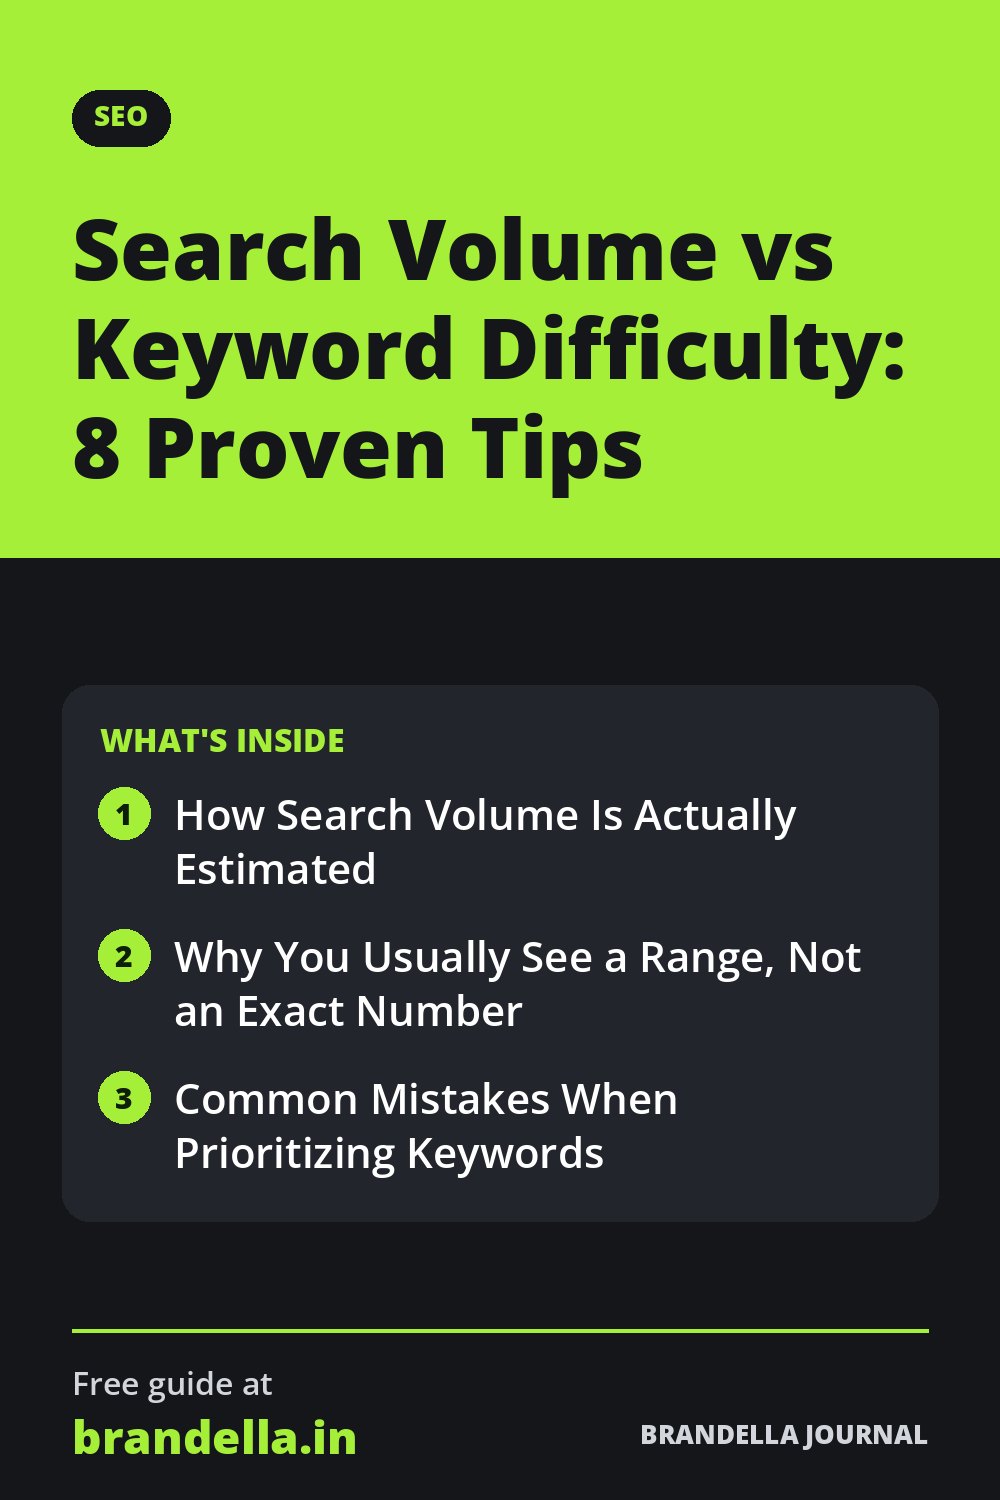 SEO
Search Volume vs
Keyword Difficulty:
8 Proven Tips
WHAT'S INSIDE
1 How Search Volume Is Actually
Estimated
2 Why You Usually See a Range, Not
an Exact Number
3 Common Mistakes When
Prioritizing Keywords
Free guide at
brandella.in
BRANDELLA JOURNAL